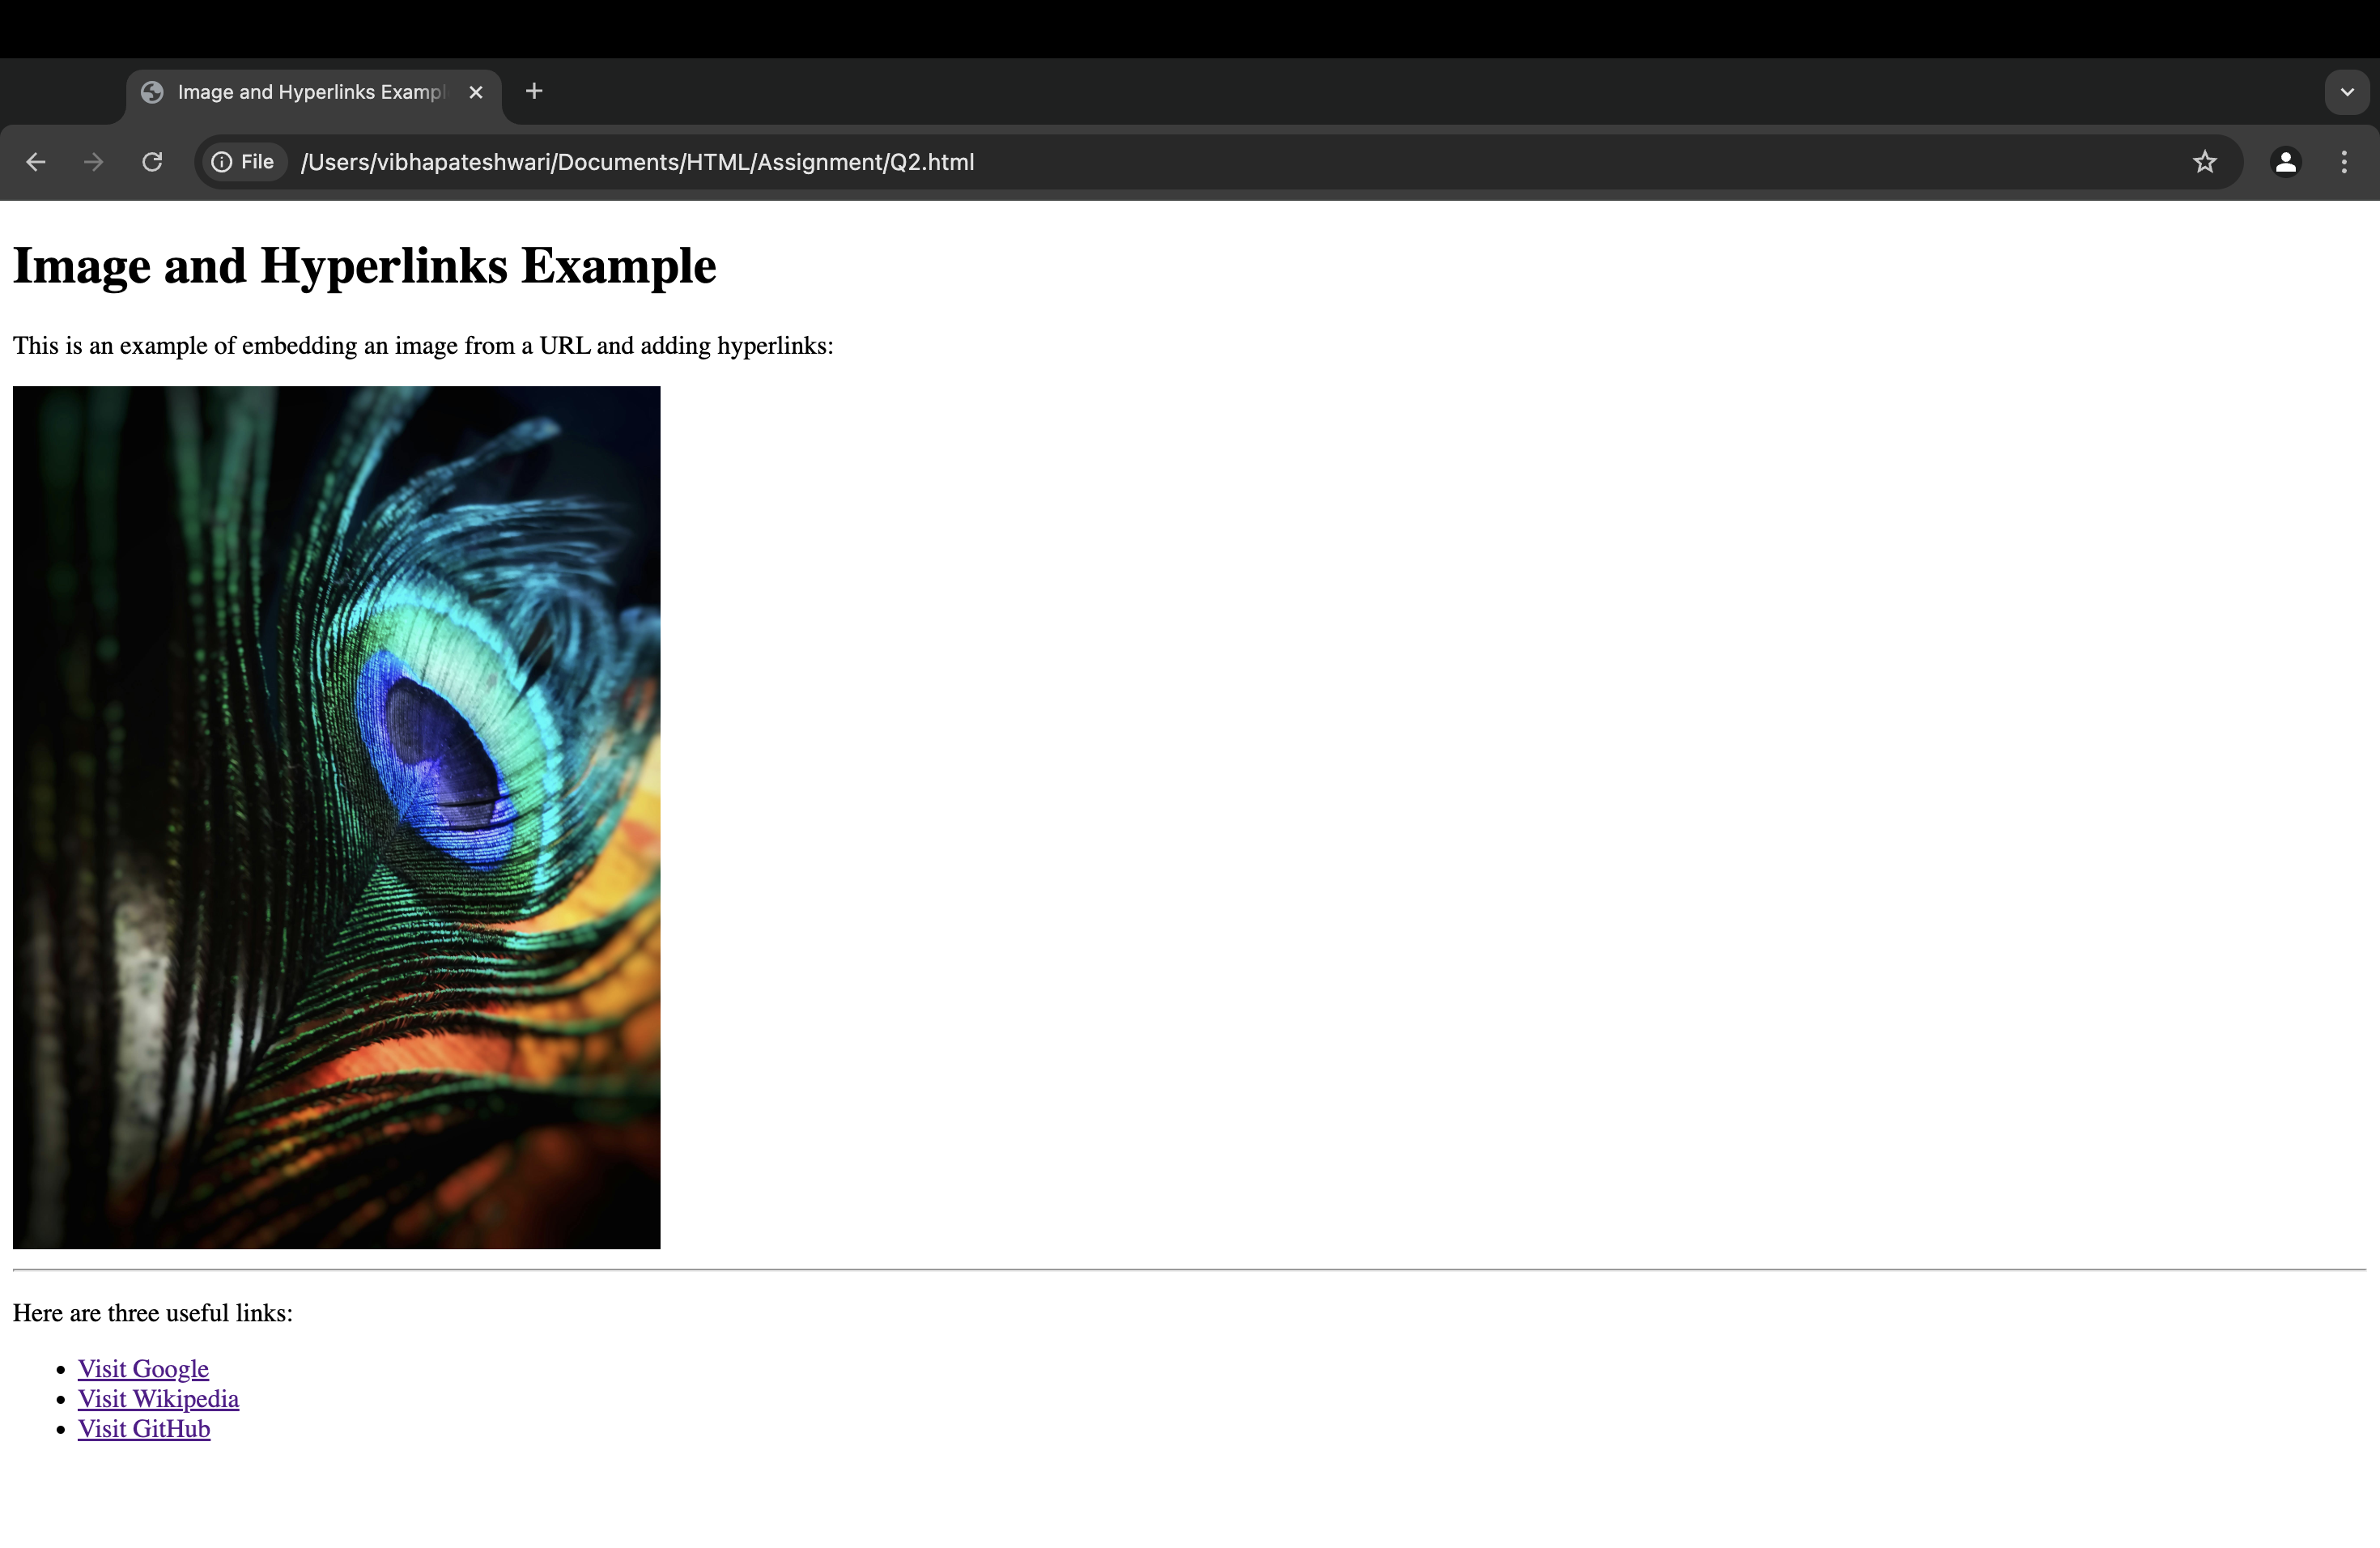 Image and Hyperlinks Exampl
File /Users/vibhapateshwari/Documents/HTML/Assignment/Q2.html
Image and Hyperlinks Example
This is an example of embedding an image from a URL and adding hyperlinks:
Here are three useful links:
Visit Google
Visit Wikipedia
Visit GitHub